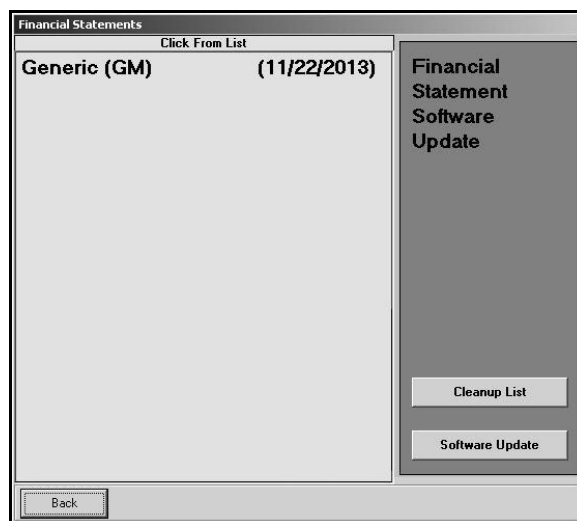 Financial Statements
Click From List
Generic (GM) (11/22/2013)
Financial
Statement
Software
Update
Cleanup List
Software Update
Back